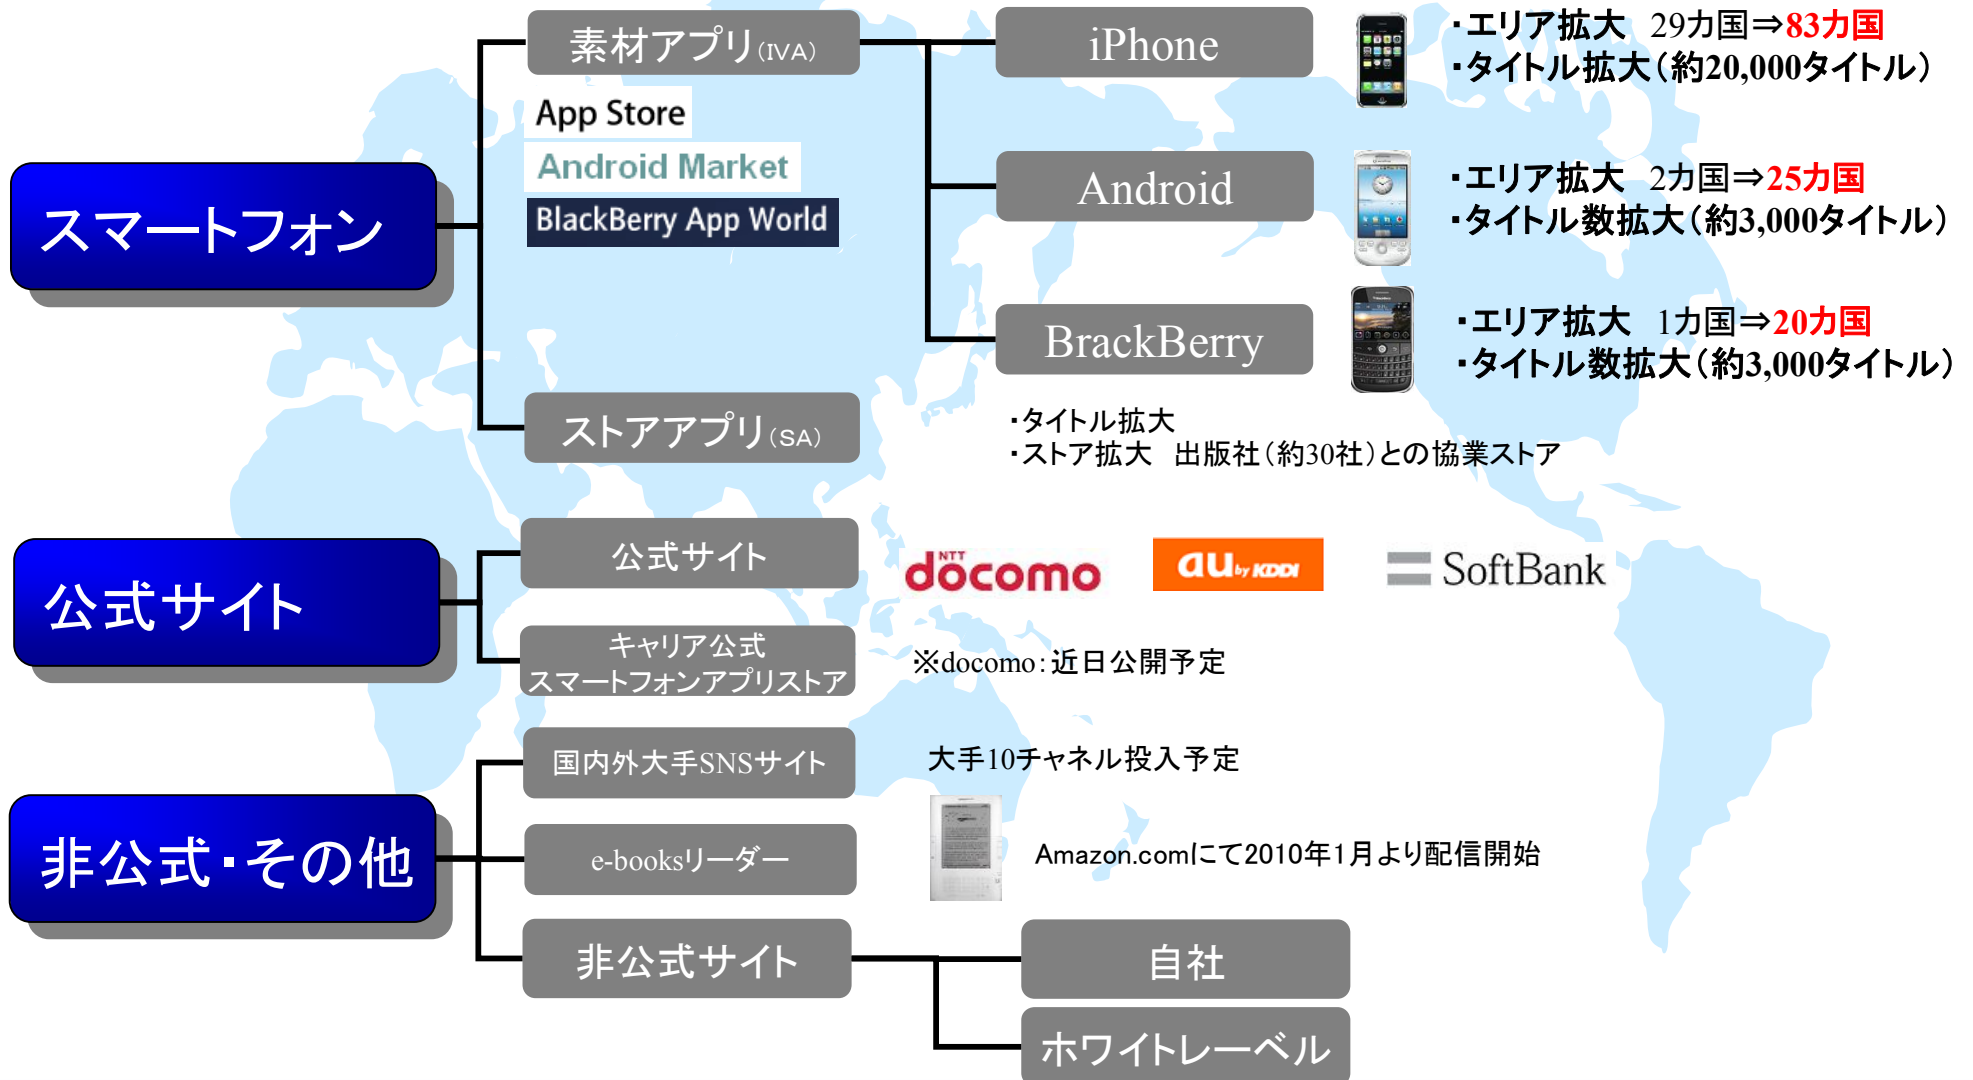 素材アプリ(IVA)
App Store
Android Market
BlackBerry App World
iPhone
・エリア拡大 29カ国⇒83カ国
・タイトル拡大(約20,000タイトル)
スマートフォン
Android
・エリア拡大 2カ国⇒25カ国
・タイトル数拡大(約3,000タイトル)
BrackBerry
・エリア拡大 1カ国⇒20カ国
・タイトル数拡大(約3,000タイトル)
ストアアプリ(SA)
・タイトル拡大
・ストア拡大 出版社(約30社)との協業ストア
公式サイト
公式サイト
NTT
docomo
au by KDDI
SoftBank
キャリア公式
スマートフォンアプリストア
※docomo:近日公開予定
非公式・その他
国内外大手SNSサイト
大手10チャネル投入予定
e-booksリーダー
Amazon.comにて2010年1月より配信開始
非公式サイト
自社
ホワイトレーベル